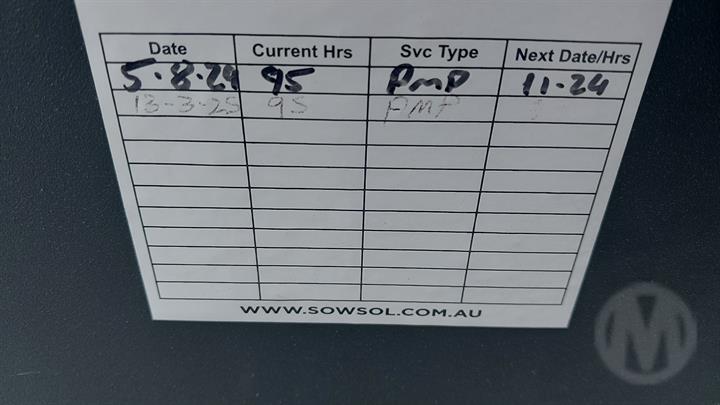 Date Current Hrs Svc Type Next Date/Hrs
5.8.24 95 PMP 11.24
13-3-25 95 PMP
WWW.SOWSOL.COM.AU
M